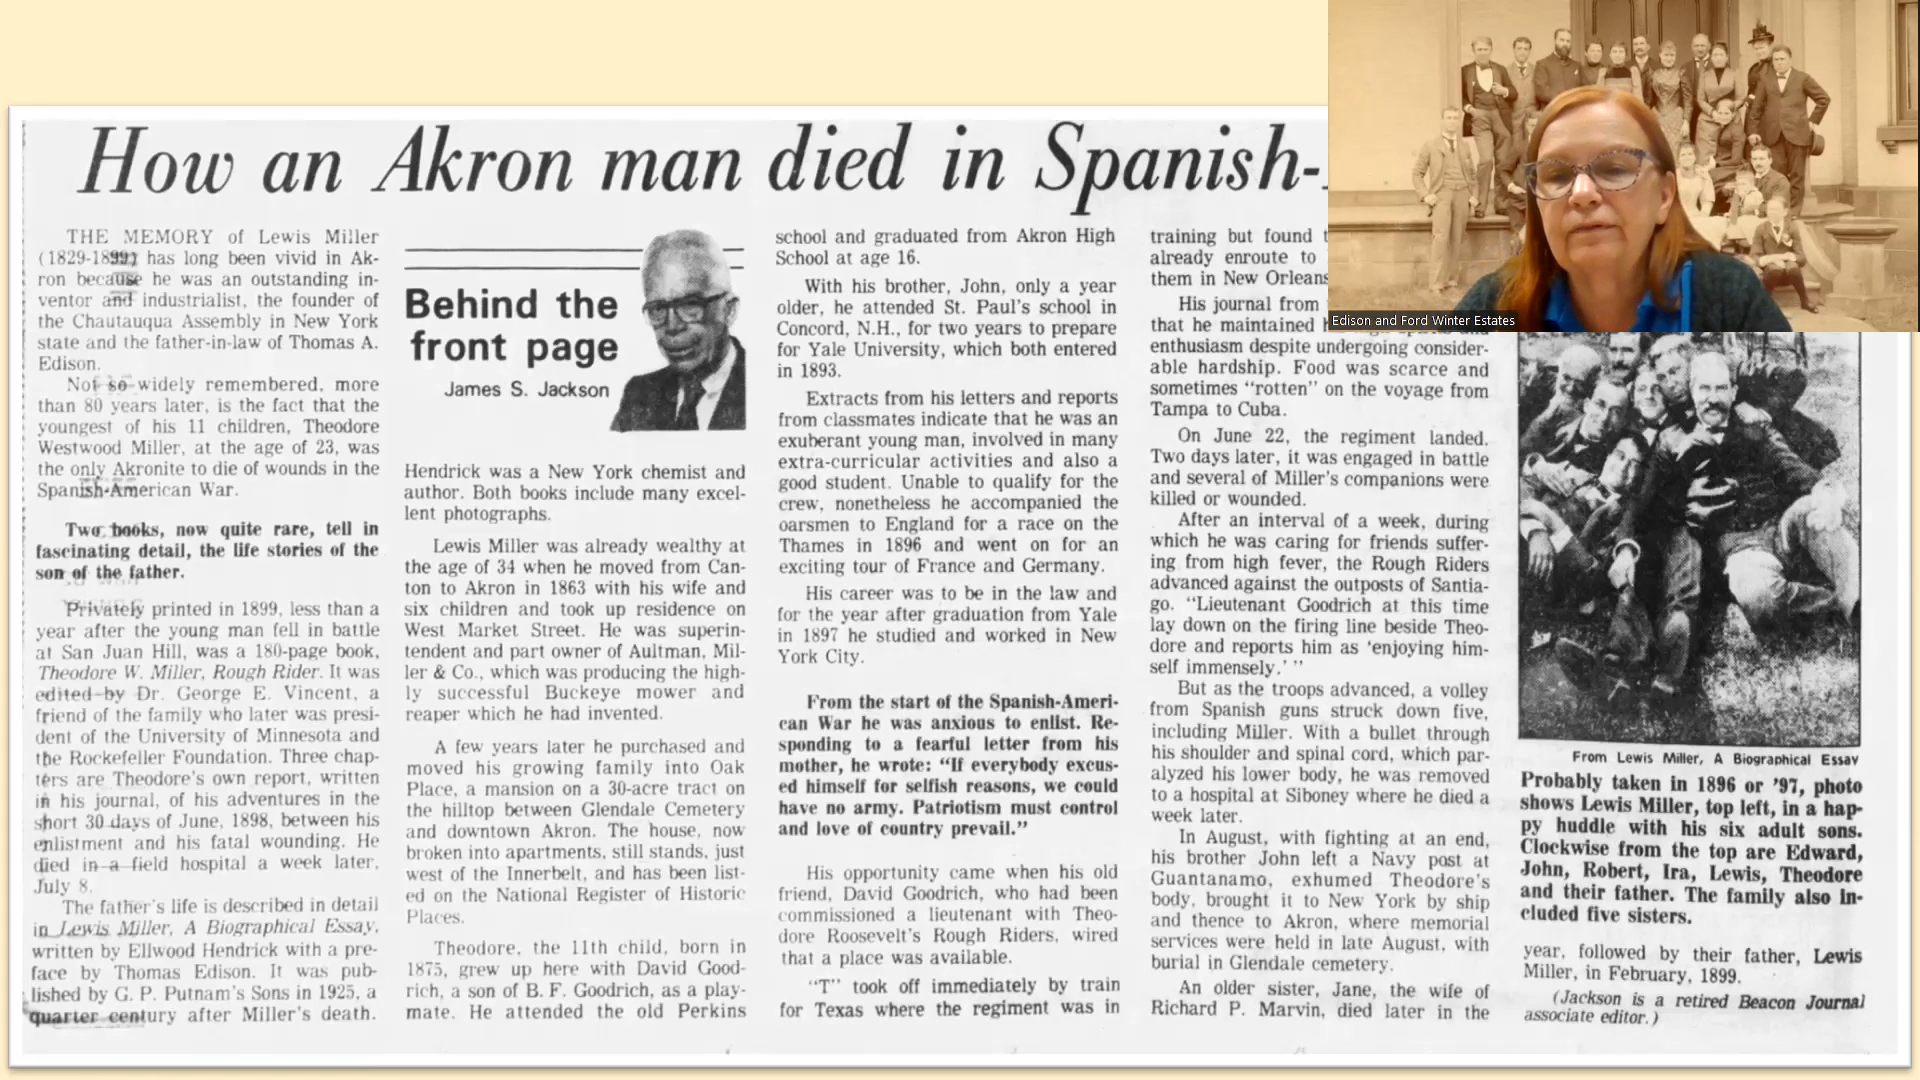 How an Akron man died in Spanish-
THE MEMORY of Lewis Miller
(1829-1899) has long been vivid in Ak-
ron because he was an outstanding in-
ventor and industrialist, the founder of
the Chautauqua Assembly in New York
state and the father-in-law of Thomas A.
Edison.
Not so widely remembered, more
than 80 years later, is the fact that the
youngest of his 11 children, Theodore
Westwood Miller, at the age of 23, was
the only Akronite to die of wounds in the
Spanish-American War.
Two books, now quite rare, tell in
fascinating detail, the life stories of the
son of the father.
Privately printed in 1899, less than a
year after the young man fell in battle
at San Juan Hill, was a 180-page book,
Theodore W. Miller, Rough Rider. It was
edited by Dr. George E. Vincent, a
friend of the family who later was presi-
dent of the University of Minnesota and
the Rockefeller Foundation. Three chap-
ters are Theodore's own report, written
in his journal, of his adventures in the
short 30 days of June, 1898, between his
enlistment and his fatal wounding. He
died in a field hospital a week later,
July 8.
The father's life is described in detail
in Lewis Miller, A Biographical Essay,
written by Ellwood Hendrick with a pre-
face by Thomas Edison. It was pub-
lished by G. P. Putnam's Sons in 1925, a
quarter century after Miller's death.
Behind the
front page
James S. Jackson
Hendrick was a New York chemist and
author. Both books include many excel-
lent photographs.
Lewis Miller was already wealthy at
the age of 34 when he moved from Can-
ton to Akron in 1863 with his wife and
six children and took up residence on
West Market Street. He was superin-
tendent and part owner of Aultman, Mil-
ler & Co., which was producing the high-
ly successful Buckeye mower and
reaper which he had invented.
A few years later he purchased and
moved his growing family into Oak
Place, a mansion on a 30-acre tract on
the hilltop between Glendale Cemetery
and downtown Akron. The house, now
broken into apartments, still stands, just
west of the Innerbelt, and has been list-
ed on the National Register of Historic
Places.
Theodore, the 11th child, born in
1875, grew up here with David Good-
rich, a son of B. F. Goodrich, as a play-
mate. He attended the old Perkins
school and graduated from Akron High
School at age 16.
With his brother, John, only a year
older, he attended St. Paul's school in
Concord, N.H., for two years to prepare
for Yale University, which both entered
in 1893.
Extracts from his letters and reports
from classmates indicate that he was an
exuberant young man, involved in many
extra-curricular activities and also a
good student. Unable to qualify for the
crew, nonetheless he accompanied the
oarsmen to England for a race on the
Thames in 1896 and went on for an
exciting tour of France and Germany.
His career was to be in the law and
for the year after graduation from Yale
in 1897 he studied and worked in New
York City.
From the start of the Spanish-Ameri-
can War he was anxious to enlist. Re-
sponding to a fearful letter from his
mother, he wrote: "If everybody excus-
ed himself for selfish reasons, we could
have no army. Patriotism must control
and love of country prevail."
His opportunity came when his old
friend, David Goodrich, who had been
commissioned a lieutenant with Theo-
dore Roosevelt's Rough Riders, wired
that a place was available.
"T" took off immediately by train
for Texas where the regiment was in
training but found
already enroute to
them in New Orleans
His journal from
that he maintained
enthusiasm despite undergoing consider-
able hardship. Food was scarce and
sometimes "rotten" on the voyage from
Tampa to Cuba.
On June 22, the regiment landed.
Two days later, it was engaged in battle
and several of Miller's companions were
killed or wounded.
After an interval of a week, during
which he was caring for friends suffer-
ing from high fever, the Rough Riders
advanced against the outposts of Santia-
go. "Lieutenant Goodrich at this time
lay down on the firing line beside Theo-
dore and reports him as 'enjoying him-
self immensely.' "
But as the troops advanced, a volley
from Spanish guns struck down five,
including Miller. With a bullet through
his shoulder and spinal cord, which par-
alyzed his lower body, he was removed
to a hospital at Siboney where he died a
week later.
In August, with fighting at an end,
his brother John left a Navy post at
Guantanamo, exhumed Theodore's
body, brought it to New York by ship
and thence to Akron, where memorial
services were held in late August, with
burial in Glendale cemetery.
An older sister, Jane, the wife of
Richard P. Marvin, died later in the
Edison and Ford Winter Estates
From Lewis Miller, A Biographical Essay
Probably taken in 1896 or '97, photo
shows Lewis Miller, top left, in a hap-
py huddle with his six adult sons.
Clockwise from the top are Edward,
John, Robert, Ira, Lewis, Theodore
and their father. The family also in-
cluded five sisters.
year, followed by their father, Lewis
Miller, in February, 1899.
(Jackson is a retired Beacon Journal
associate editor.)